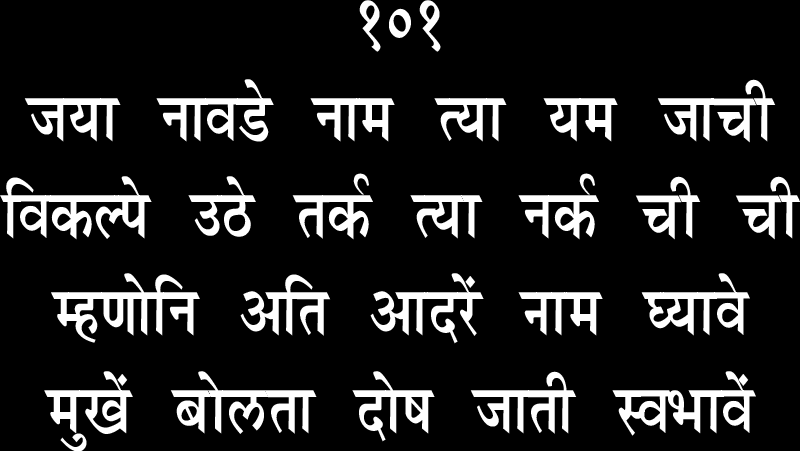 १०१
जया नावडे नाम त्या यम जाची
विकल्पे उठे तर्क त्या नर्क ची ची
म्हणोनि अति आदरें नाम घ्यावे
मुखें बोलता दोष जाती स्वभावें